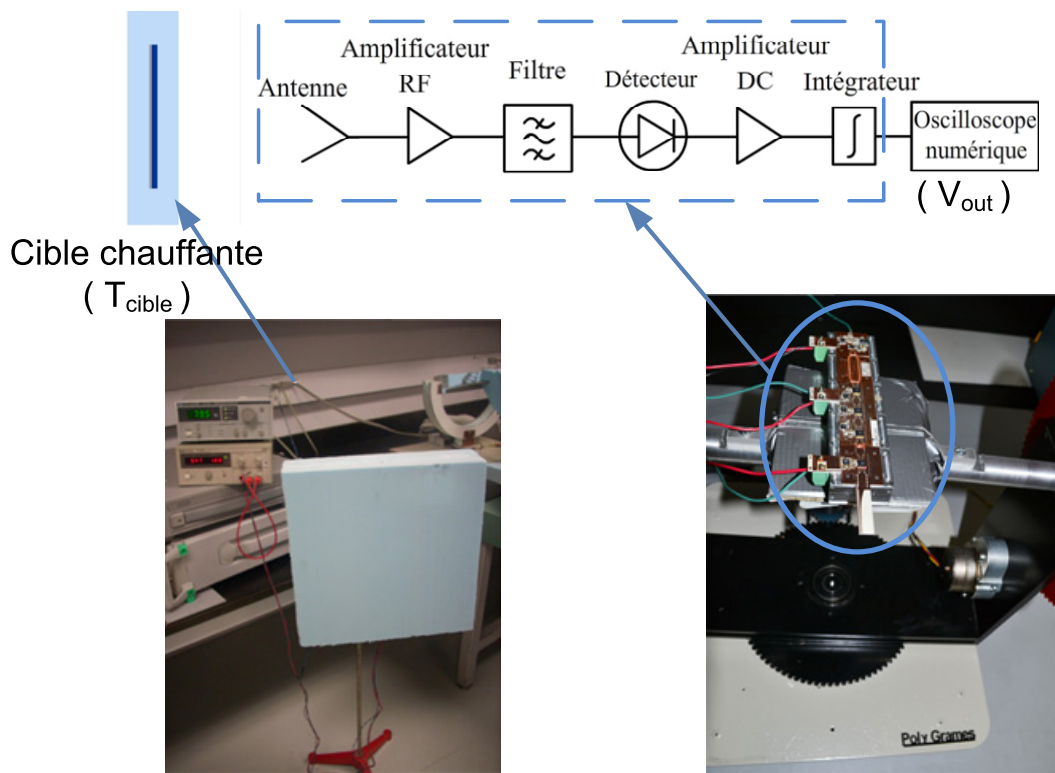 Amplificateur
RF
Antenne
Filtre
Détecteur
Amplificateur
DC
Intégrateur
Oscilloscope
numérique
( Vout )
Cible chauffante
( Tcible )
Poly Grames